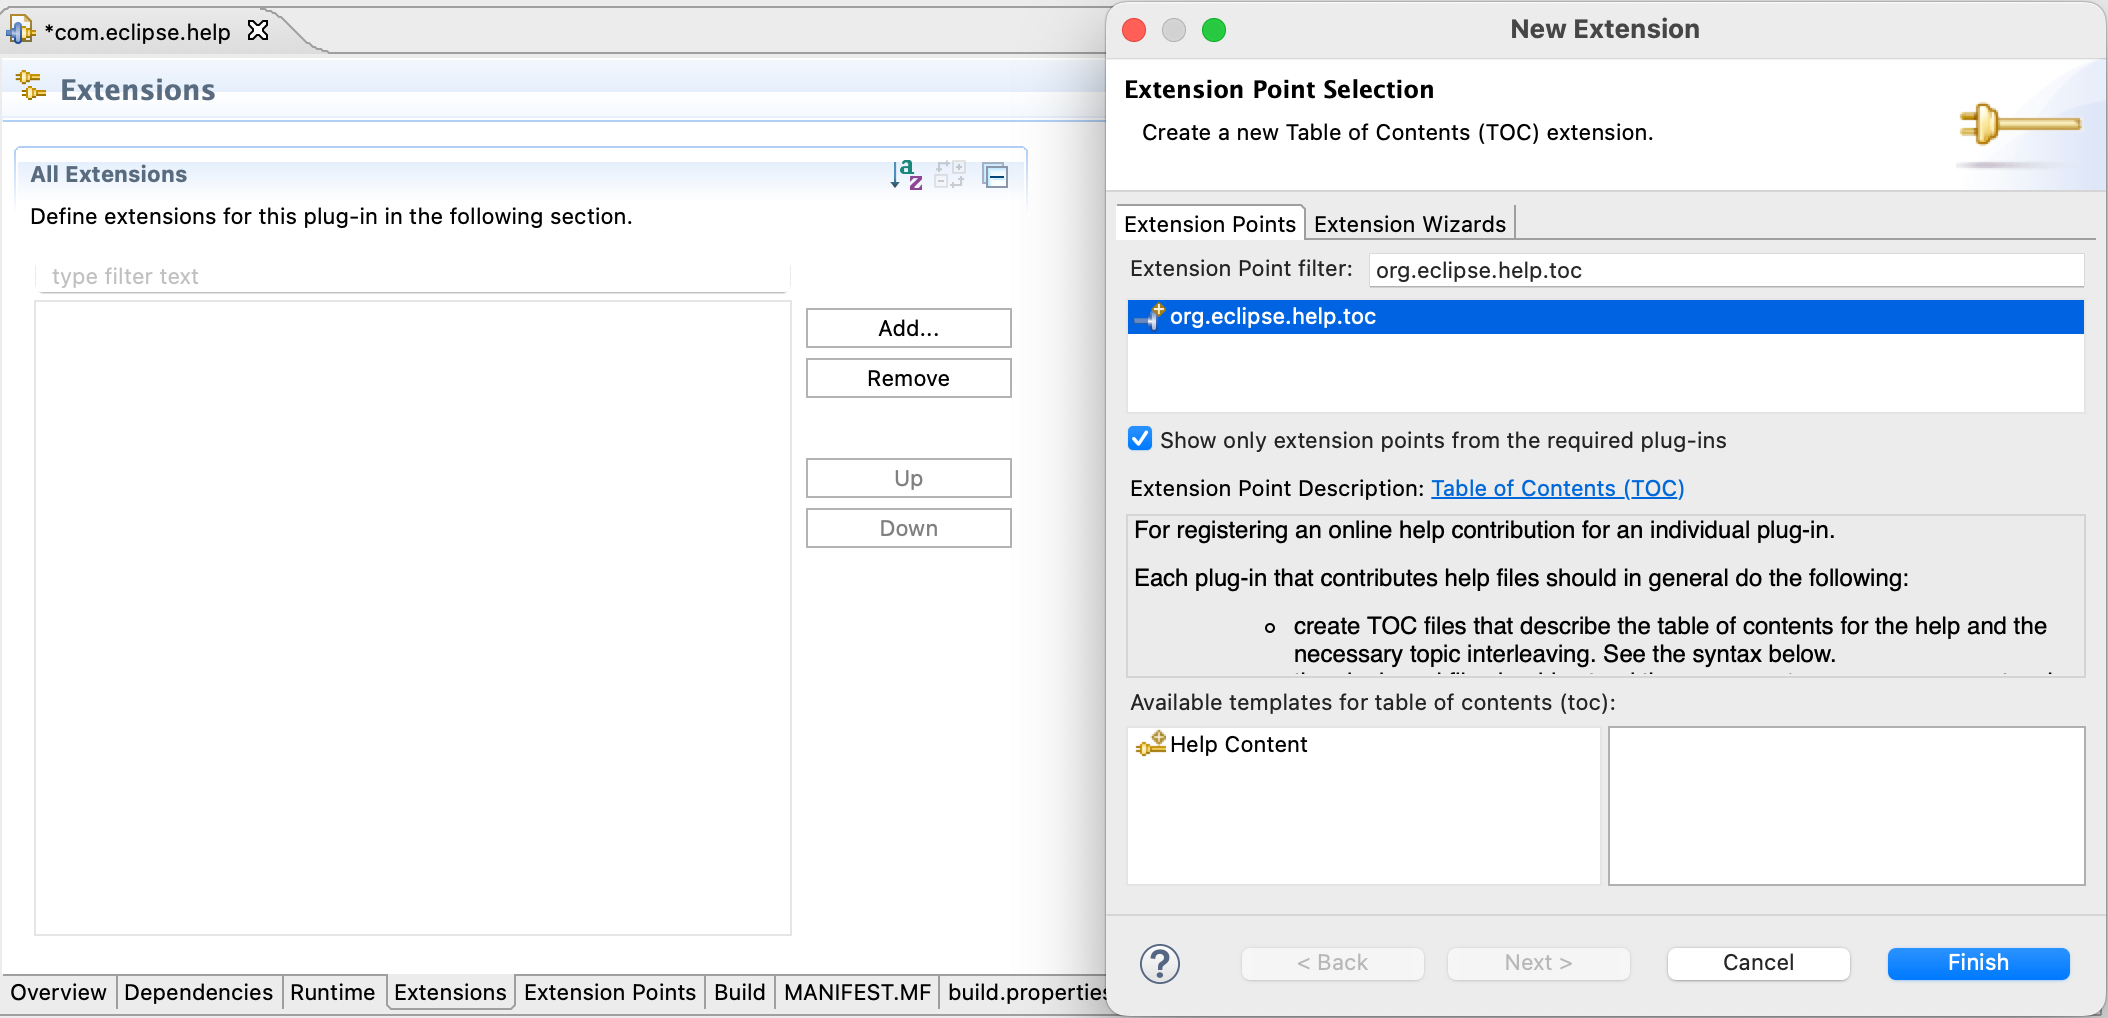 *com.eclipse.help
Extensions
All Extensions
Define extensions for this plug-in in the following section.
type filter text
Add...
Remove
Up
Down
Overview
Dependencies
Runtime
Extensions
Extension Points
Build
MANIFEST.MF
build.properties
New Extension
Extension Point Selection
Create a new Table of Contents (TOC) extension.
Extension Points
Extension Wizards
Extension Point filter: org.eclipse.help.toc
org.eclipse.help.toc
Show only extension points from the required plug-ins
Extension Point Description: Table of Contents (TOC)
For registering an online help contribution for an individual plug-in.
Each plug-in that contributes help files should in general do the following:
create TOC files that describe the table of contents for the help and the
necessary topic interleaving. See the syntax below.
Available templates for table of contents (toc):
Help Content
?
< Back
Next >
Cancel
Finish